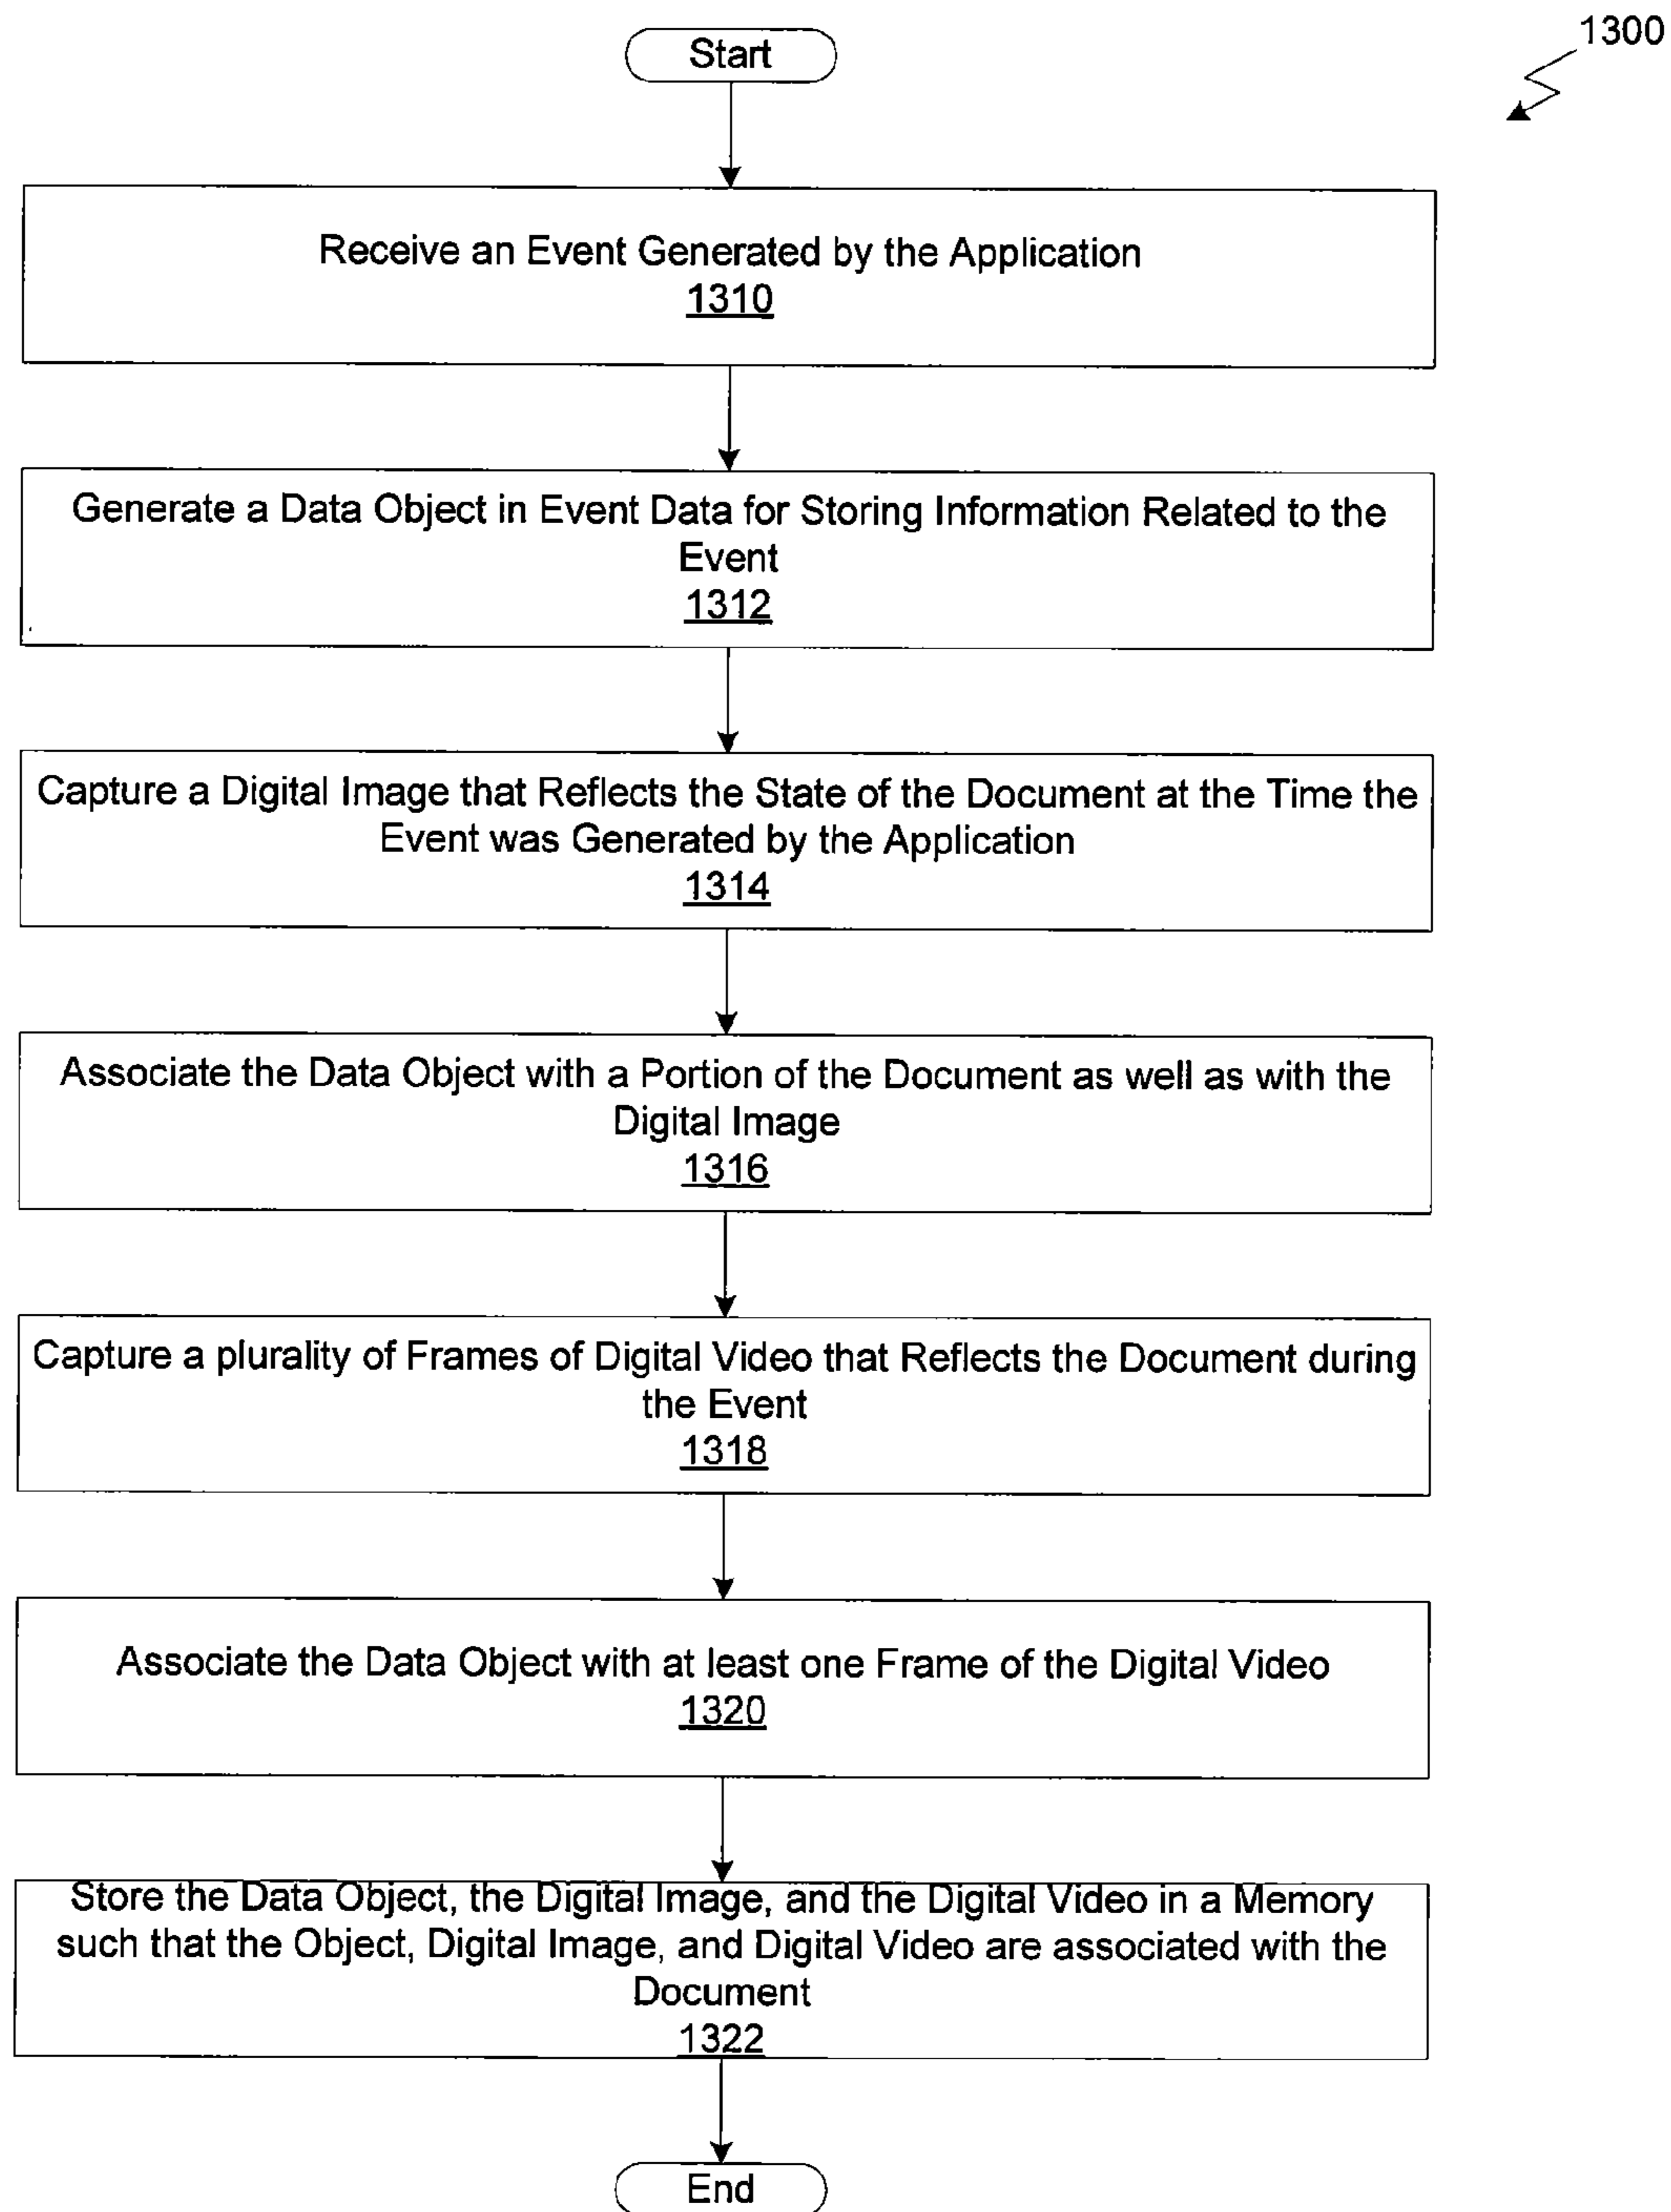 1300
Start
Receive an Event Generated by the Application
1310
Generate a Data Object in Event Data for Storing Information Related to the
Event
1312
Capture a Digital Image that Reflects the State of the Document at the Time the
Event was Generated by the Application
1314
Associate the Data Object with a Portion of the Document as well as with the
Digital Image
1316
Capture a plurality of Frames of Digital Video that Reflects the Document during
the Event
1318
Associate the Data Object with at least one Frame of the Digital Video
1320
Store the Data Object, the Digital Image, and the Digital Video in a Memory
such that the Object, Digital Image, and Digital Video are associated with the
Document
1322
End